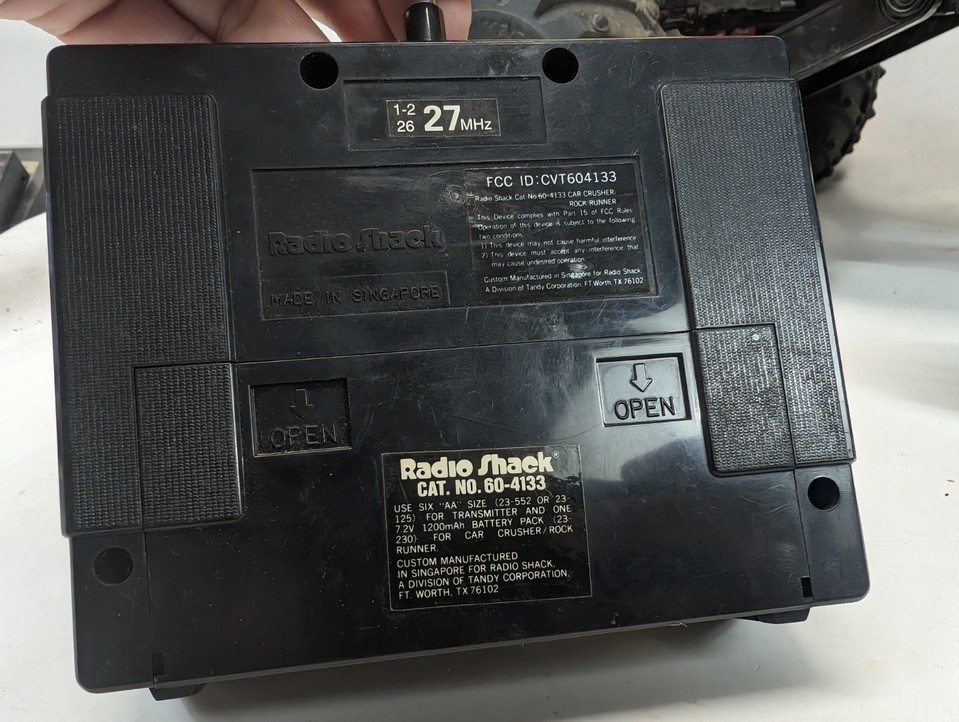 1-2
26 27MHz
FCC ID:CVT604133
Radio Shack Cat. No. 60-4133 CAR CRUSHER/
ROCK RUNNER
This Device complies with Part 15 of FCC Rules
Operation of this device is subject to the following
two conditions.
1) This device may not cause harmful interference
2) This device must accept any interference that
may cause undesired operation.
Custom Manufactured in Singapore for Radio Shack
A Division of Tandy Corporation, FT.Worth, TX 76102
Radio Shack
MADE IN SINGAPORE
OPEN
OPEN
Radio Shack®
CAT. NO. 60-4133
USE SIX "AA" SIZE (23-552 OR 23-
125) FOR TRANSMITTER AND ONE
7.2V 1200mAh BATTERY PACK (23-
230) FOR CAR CRUSHER/ROCK
RUNNER.
CUSTOM MANUFACTURED
IN SINGAPORE FOR RADIO SHACK,
A DIVISION OF TANDY CORPORATION,
FT. WORTH, TX 76102